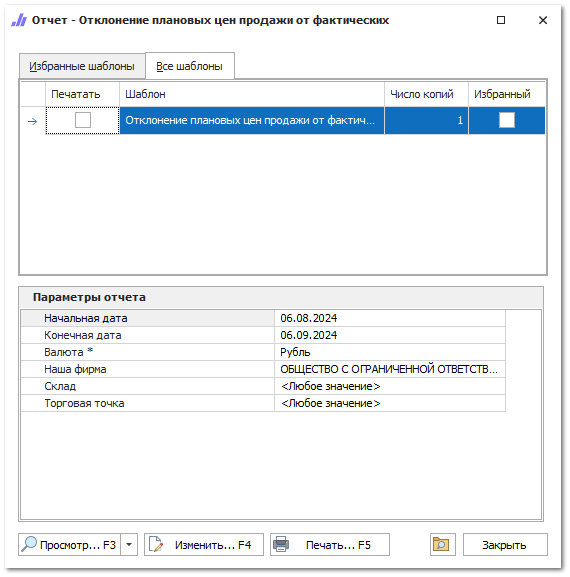 Отчет - Отклонение плановых цен продажи от фактических
Избранные шаблоны Все шаблоны
Печатать Шаблон Число копий Избранный
Отклонение плановых цен продажи от фактич... 1
Параметры отчета
Начальная дата 06.08.2024
Конечная дата 06.09.2024
Валюта * Рубль
Наша фирма ОБЩЕСТВО С ОГРАНИЧЕННОЙ ОТВЕТСТВ...
Склад <Любое значение>
Торговая точка <Любое значение>
Просмотр... F3 Изменить... F4 Печать... F5 Закрыть